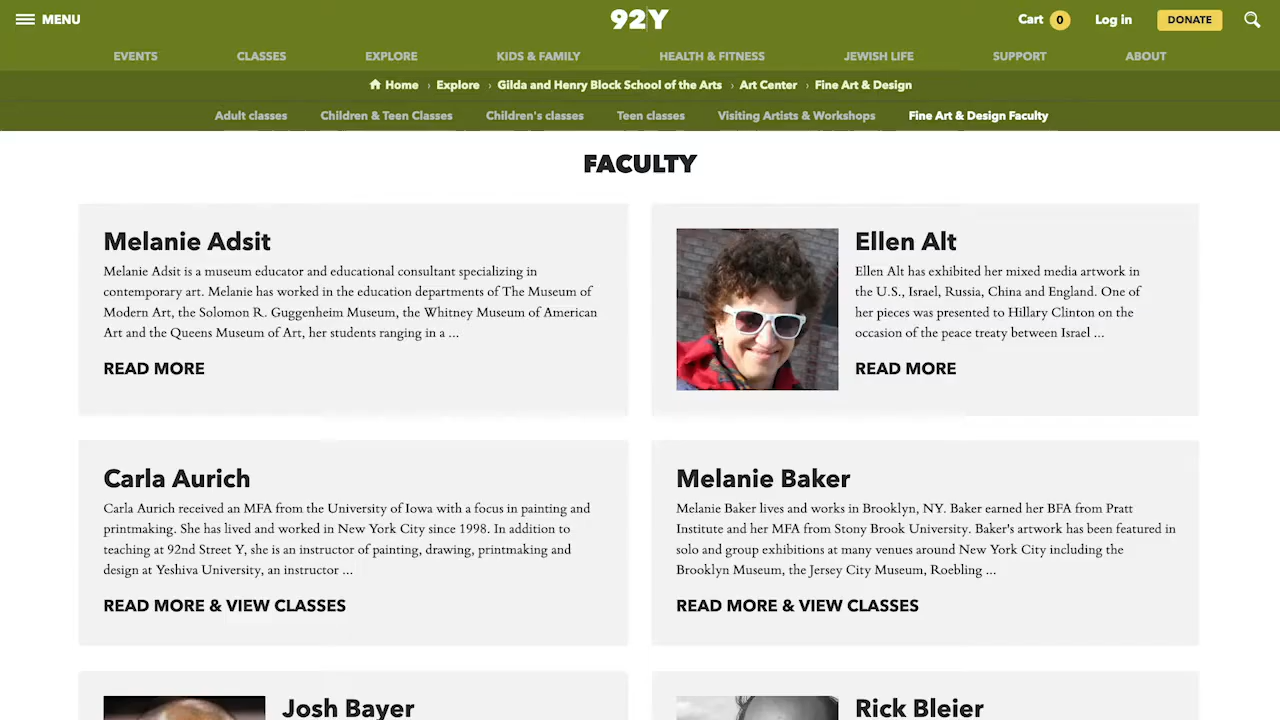 MENU
92Y
Cart 0
Log in
DONATE
EVENTS
CLASSES
EXPLORE
KIDS & FAMILY
HEALTH & FITNESS
JEWISH LIFE
SUPPORT
ABOUT
Home › Explore › Gilda and Henry Block School of the Arts › Art Center › Fine Art & Design
Adult classes
Children & Teen Classes
Children's classes
Teen classes
Visiting Artists & Workshops
Fine Art & Design Faculty
FACULTY
Melanie Adsit
Melanie Adsit is a museum educator and educational consultant specializing in
contemporary art. Melanie has worked in the education departments of The Museum of
Modern Art, the Solomon R. Guggenheim Museum, the Whitney Museum of American
Art and the Queens Museum of Art, her students ranging in a ...
READ MORE
Ellen Alt
Ellen Alt has exhibited her mixed media artwork in
the U.S., Israel, Russia, China and England. One of
her pieces was presented to Hillary Clinton on the
occasion of the peace treaty between Israel ...
READ MORE
Carla Aurich
Carla Aurich received an MFA from the University of Iowa with a focus in painting and
printmaking. She has lived and worked in New York City since 1998. In addition to
teaching at 92nd Street Y, she is an instructor of painting, drawing, printmaking and
design at Yeshiva University, an instructor ...
READ MORE & VIEW CLASSES
Melanie Baker
Melanie Baker lives and works in Brooklyn, NY. Baker earned her BFA from Pratt
Institute and her MFA from Stony Brook University. Baker's artwork has been featured in
solo and group exhibitions at many venues around New York City including the
Brooklyn Museum, the Jersey City Museum, Roebling ...
READ MORE & VIEW CLASSES
Josh Bayer
Rick Bleier